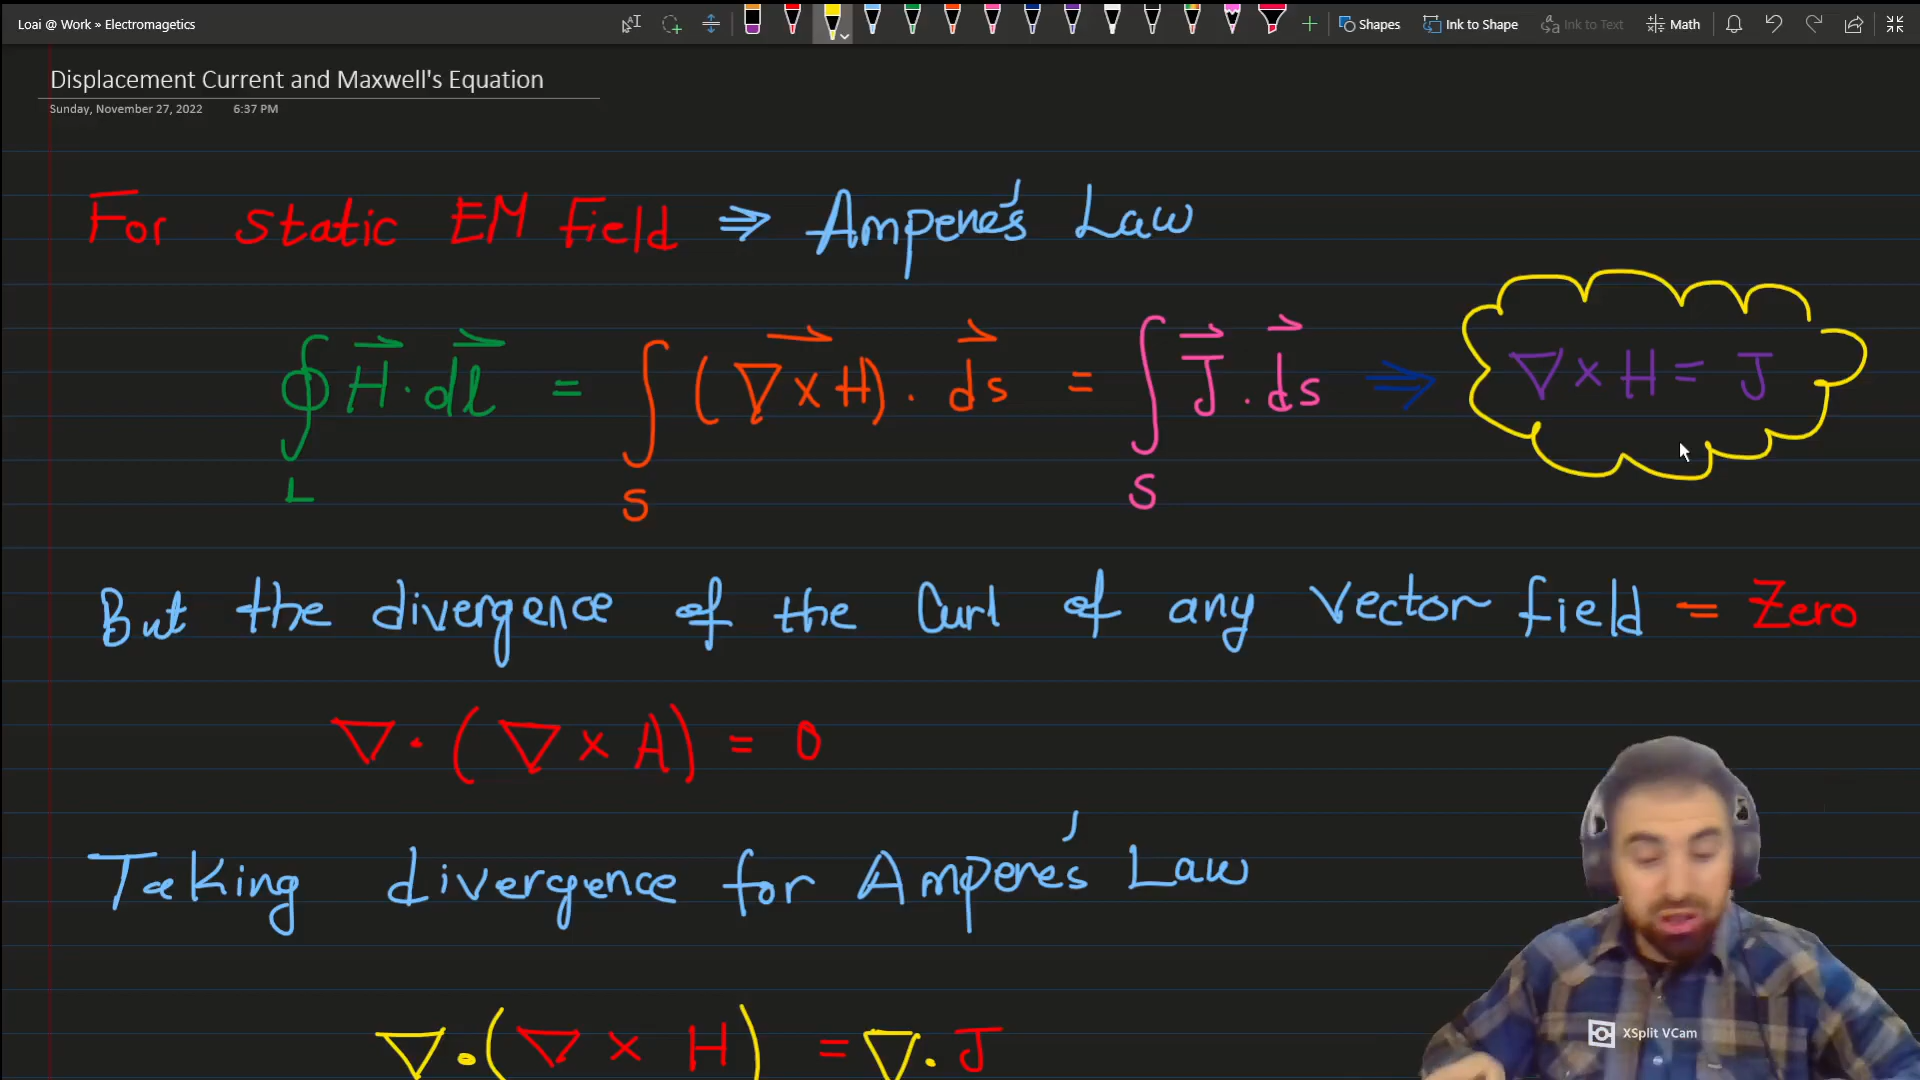 Loai @ Work » Electromagetics
Shapes Ink to Shape Ink to Text Math
Displacement Current and Maxwell's Equation
Sunday, November 27, 2022 6:37 PM
For static EM field ⇒ Ampere's Law
∮ H⃗ · dl⃗ = ∫ (∇ × H) · ds⃗ = ∫ J⃗ · ds⃗ ⇒ ∇ × H = J
L S S
But the divergence of the Curl of any Vector field = Zero
∇ · (∇ × A) = 0
Taking divergence for Ampere's Law
∇ · (∇ × H) = ∇ · J
XSplit VCam